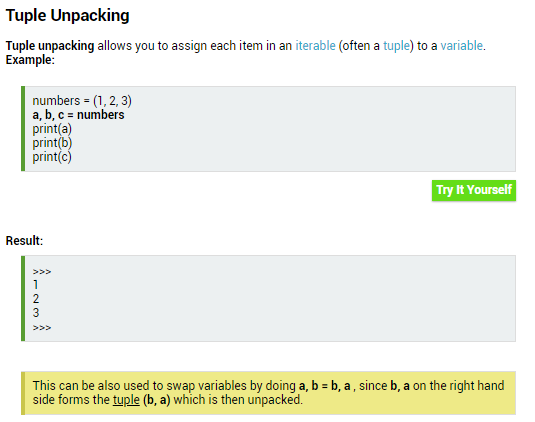 Tuple Unpacking
Tuple unpacking allows you to assign each item in an iterable (often a tuple) to a variable.
Example:
numbers = (1, 2, 3)
a, b, c = numbers
print(a)
print(b)
print(c)
Try It Yourself
Result:
>>>
1
2
3
>>>
This can be also used to swap variables by doing a, b = b, a , since b, a on the right hand
side forms the tuple (b, a) which is then unpacked.